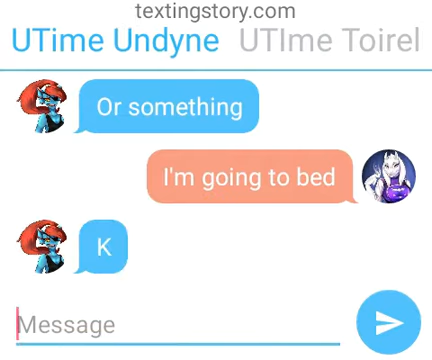 textingstory.com
UTime Undyne UTIme Toirel
Or something
I'm going to bed
K
Message